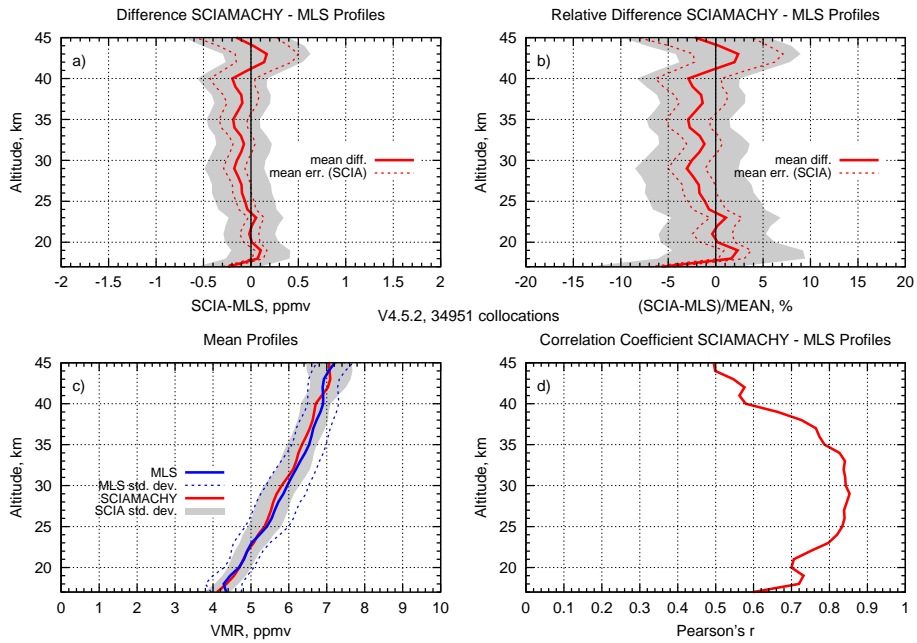 Difference SCIAMACHY - MLS Profiles
Relative Difference SCIAMACHY - MLS Profiles
45
40
35
30
25
20
Altitude, km
a)
mean diff.
mean err. (SCIA)
-2 -1.5 -1 -0.5 0 0.5 1 1.5 2
SCIA-MLS, ppmv
45
40
35
30
25
20
Altitude, km
b)
mean diff.
mean err. (SCIA)
-20 -15 -10 -5 0 5 10 15 20
(SCIA-MLS)/MEAN, %
V4.5.2, 34951 collocations
Mean Profiles
Correlation Coefficient SCIAMACHY - MLS Profiles
45
40
35
30
25
20
Altitude, km
c)
MLS
MLS std. dev.
SCIAMACHY
SCIA std. dev.
0 1 2 3 4 5 6 7 8 9 10
VMR, ppmv
45
40
35
30
25
20
Altitude, km
d)
0 0.1 0.2 0.3 0.4 0.5 0.6 0.7 0.8 0.9 1
Pearson's r